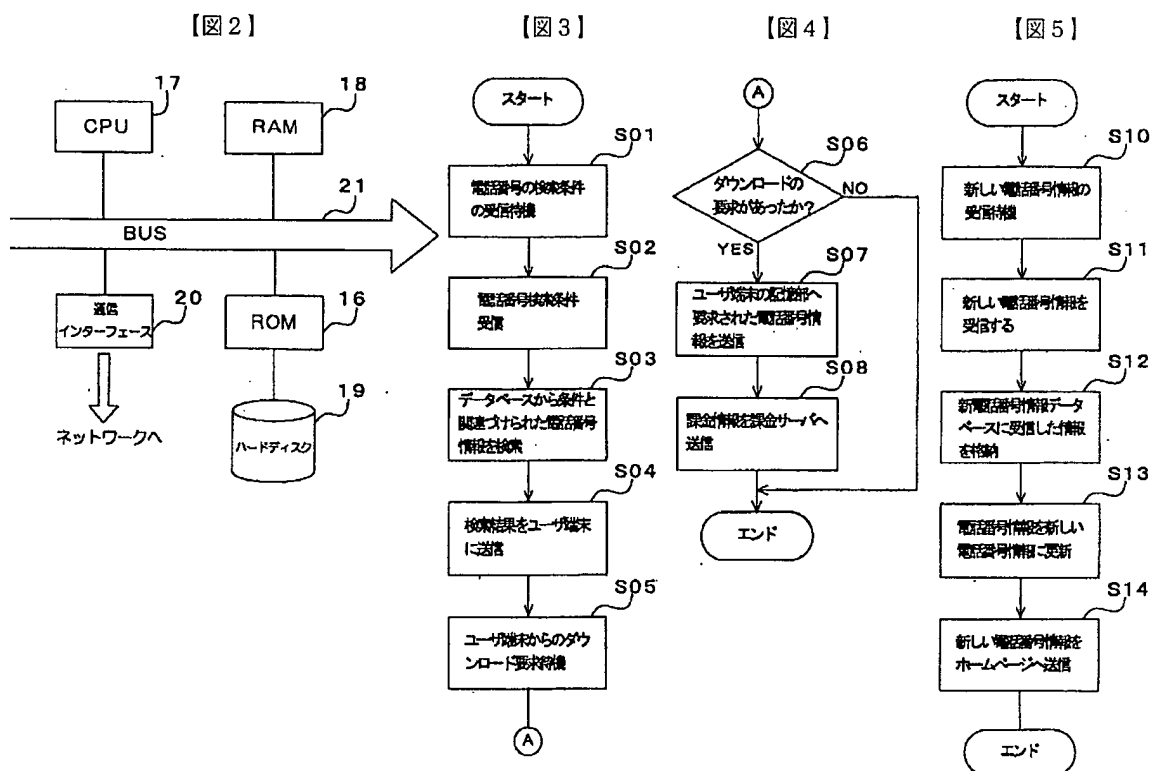 【図2】
17
CPU
18
RAM
21
BUS
通信
インターフェース
20
ROM
16
ネットワークへ
19
ハードディスク
【図3】
スタート
S01
電話番号の検索条件
の受信待機
S02
電話番号検索条件
受信
S03
データベースから条件と
関連づけられた電話番号
情報を検索
S04
検索結果をユーザ端末
に送信
S05
ユーザ端末からのダウ
ンロード要求待機
A
【図4】
A
S06
ダウンロードの
要求があったか?
NO
YES
S07
ユーザ端末の記憶部へ
要求された電話番号情
報を送信
S08
課金情報を課金サーバへ
送信
エンド
【図5】
スタート
S10
新しい電話番号情報の
受信待機
S11
新しい電話番号情報を
受信する
S12
新電話番号情報データ
ベースに受信した情報
を格納
S13
電話番号情報を新しい
電話番号情報に更新
S14
新しい電話番号情報を
ホームページへ送信
エンド